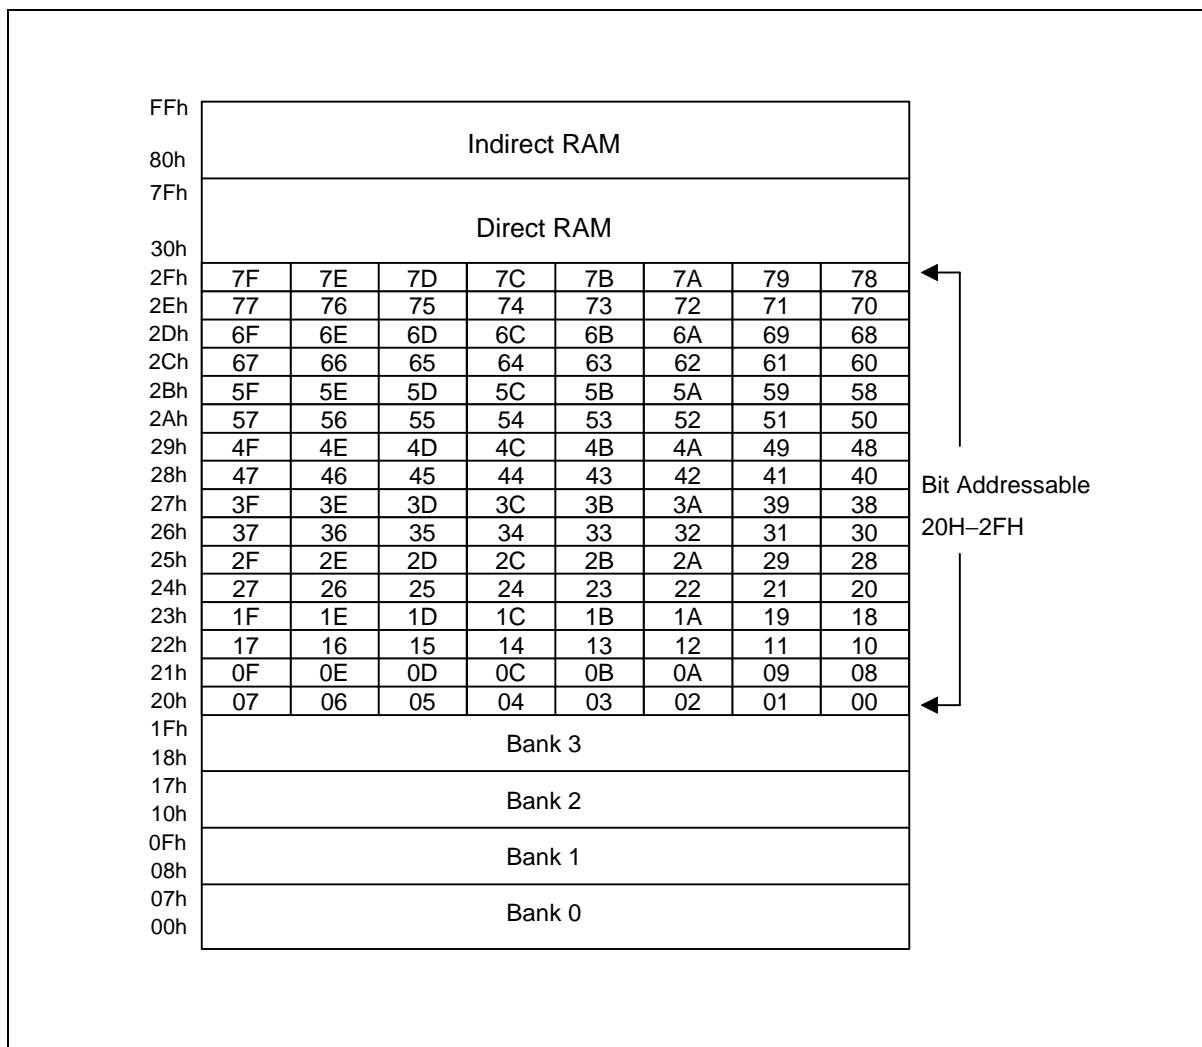 FFh
Indirect RAM
80h
7Fh
Direct RAM
30h
2Fh 7F 7E 7D 7C 7B 7A 79 78
2Eh 77 76 75 74 73 72 71 70
2Dh 6F 6E 6D 6C 6B 6A 69 68
2Ch 67 66 65 64 63 62 61 60
2Bh 5F 5E 5D 5C 5B 5A 59 58
2Ah 57 56 55 54 53 52 51 50
29h 4F 4E 4D 4C 4B 4A 49 48
28h 47 46 45 44 43 42 41 40
27h 3F 3E 3D 3C 3B 3A 39 38
26h 37 36 35 34 33 32 31 30
25h 2F 2E 2D 2C 2B 2A 29 28
24h 27 26 25 24 23 22 21 20
23h 1F 1E 1D 1C 1B 1A 19 18
22h 17 16 15 14 13 12 11 10
21h 0F 0E 0D 0C 0B 0A 09 08
20h 07 06 05 04 03 02 01 00
Bit Addressable
20H–2FH
1Fh
Bank 3
18h
17h
Bank 2
10h
0Fh
Bank 1
08h
07h
Bank 0
00h